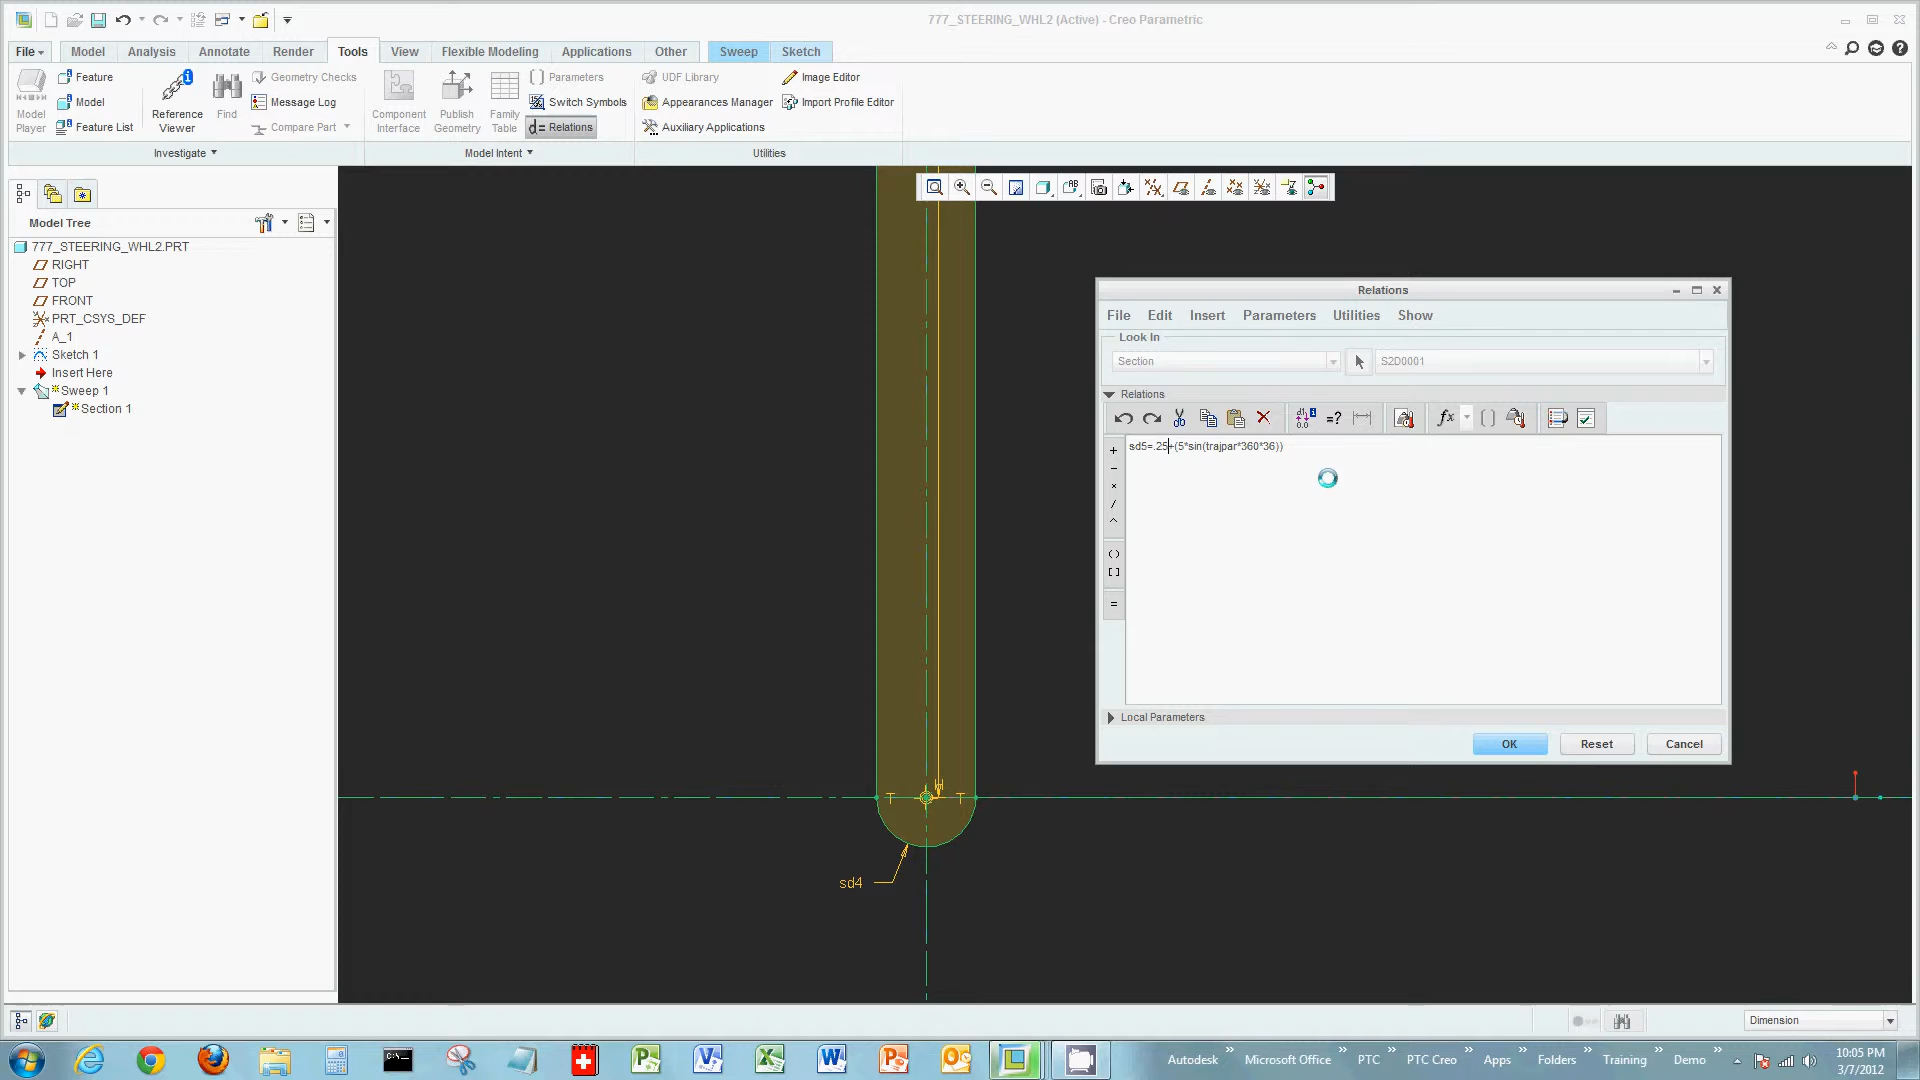 777_STEERING_WHL2 (Active) - Creo Parametric
File Model Analysis Annotate Render Tools View Flexible Modeling Applications Other Sweep Sketch
Feature Geometry Checks Parameters UDF Library Image Editor
Model Message Log Switch Symbols Appearances Manager Import Profile Editor
Model Player Feature List Reference Viewer Find Compare Part Component Interface Publish Geometry Family Table d= Relations Auxiliary Applications
Investigate Model Intent Utilities
Model Tree
777_STEERING_WHL2.PRT
RIGHT
TOP
FRONT
PRT_CSYS_DEF
A_1
Sketch 1
Insert Here
Sweep 1
Section 1
Relations
File Edit Insert Parameters Utilities Show
Look In
Section S2D0001
Relations
sd5=.25+(5*sin(trajpar*360*36))
+
-
×
/
^
( )
[ ]
=
Local Parameters
OK Reset Cancel
T T
sd4
Dimension
Autodesk Microsoft Office PTC PTC Creo Apps Folders Training Demo
10:05 PM
3/7/2012